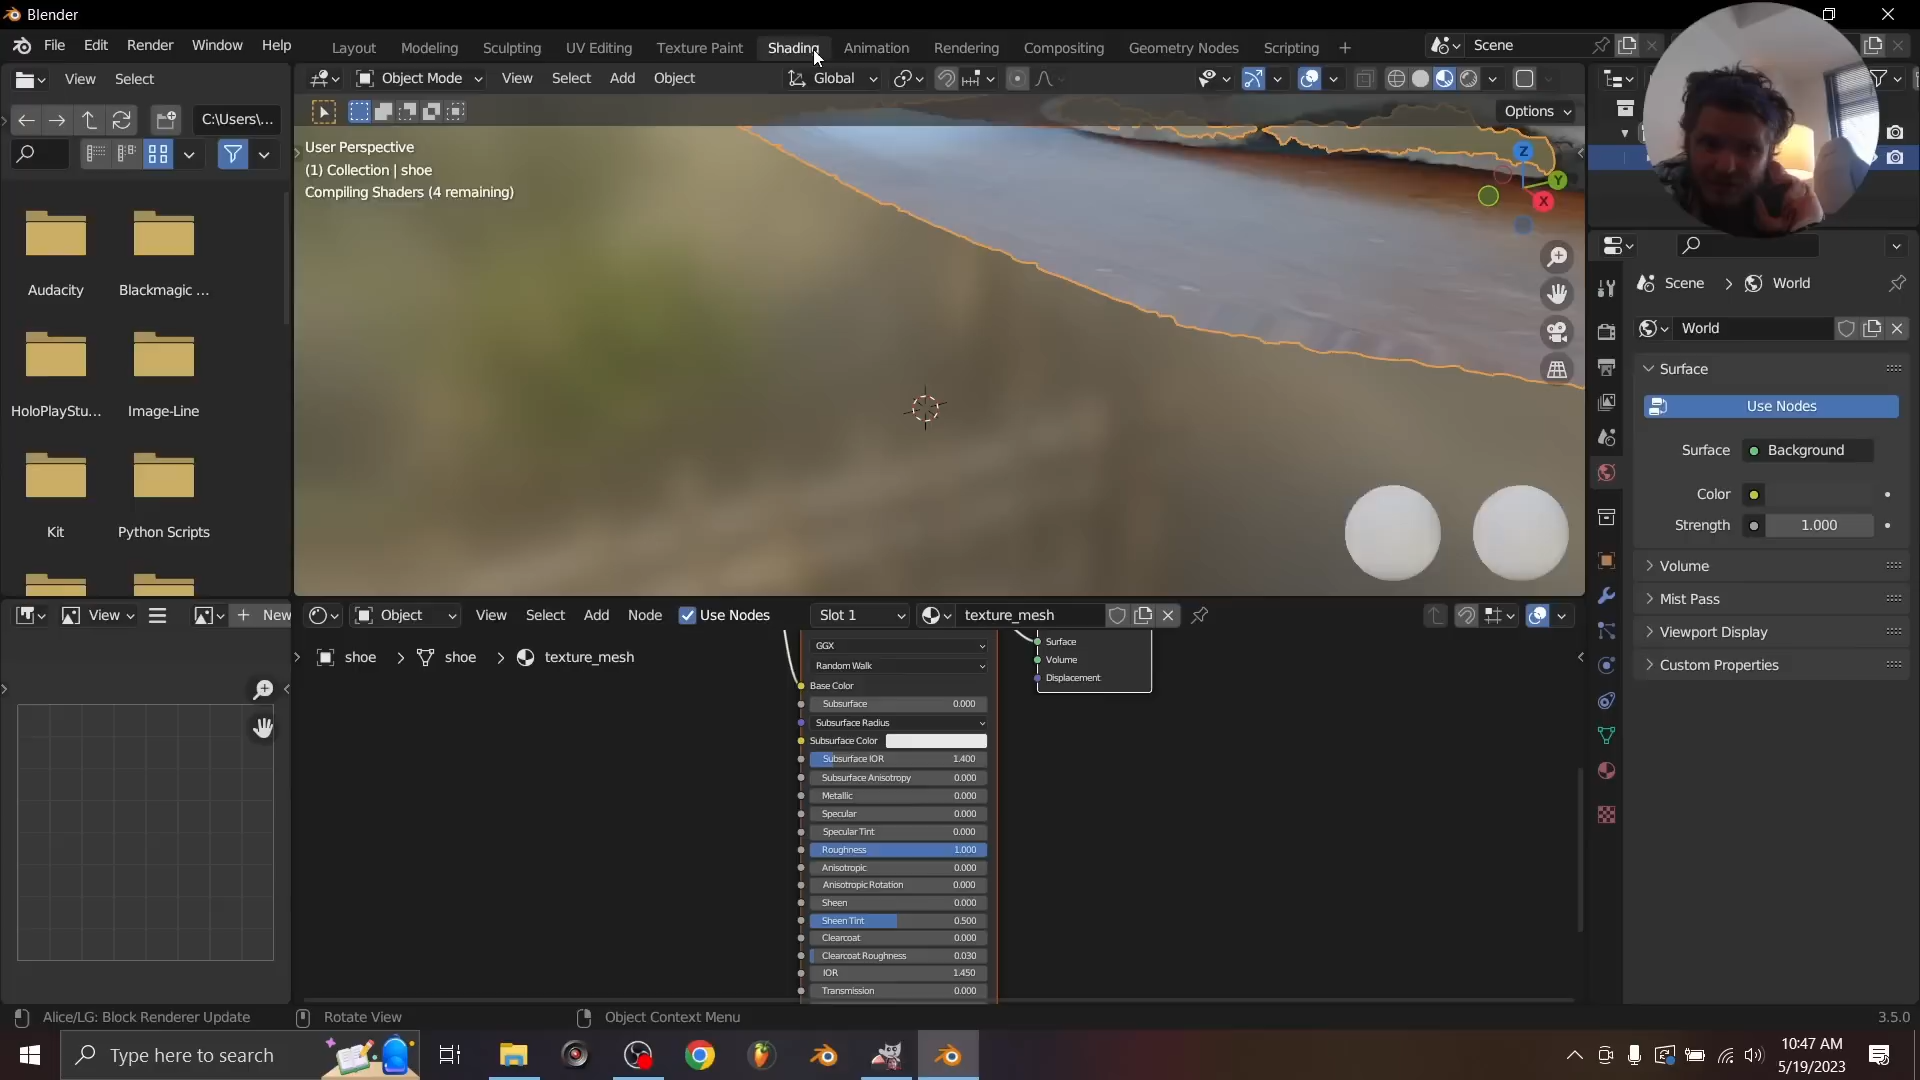 Blender
File Edit Render Window Help
Layout Modeling Sculpting UV Editing Texture Paint Shading Animation Rendering Compositing Geometry Nodes Scripting +
Scene
View Select
Object Mode View Select Add Object
Global
C:\Users\...
Options
User Perspective
(1) Collection | shoe
Compiling Shaders (4 remaining)
Z
Y
X
Audacity
Blackmagic ...
HoloPlayStu...
Image-Line
Kit
Python Scripts
Scene > World
World
Surface
Use Nodes
Surface Background
Color
Strength 1.000
Volume
Mist Pass
Viewport Display
Custom Properties
View
+ New
Object View Select Add Node Use Nodes
Slot 1
texture_mesh
shoe > shoe > texture_mesh
GGX
Random Walk
Base Color
Subsurface 0.000
Subsurface Radius
Subsurface Color
Subsurface IOR 1.400
Subsurface Anisotropy 0.000
Metallic 0.000
Specular 0.000
Specular Tint 0.000
Roughness 1.000
Anisotropic 0.000
Anisotropic Rotation 0.000
Sheen 0.000
Sheen Tint 0.500
Clearcoat 0.000
Clearcoat Roughness 0.030
IOR 1.450
Transmission 0.000
Surface
Volume
Displacement
Alice/LG: Block Renderer Update
Rotate View
Object Context Menu
3.5.0
Type here to search
10:47 AM
5/19/2023